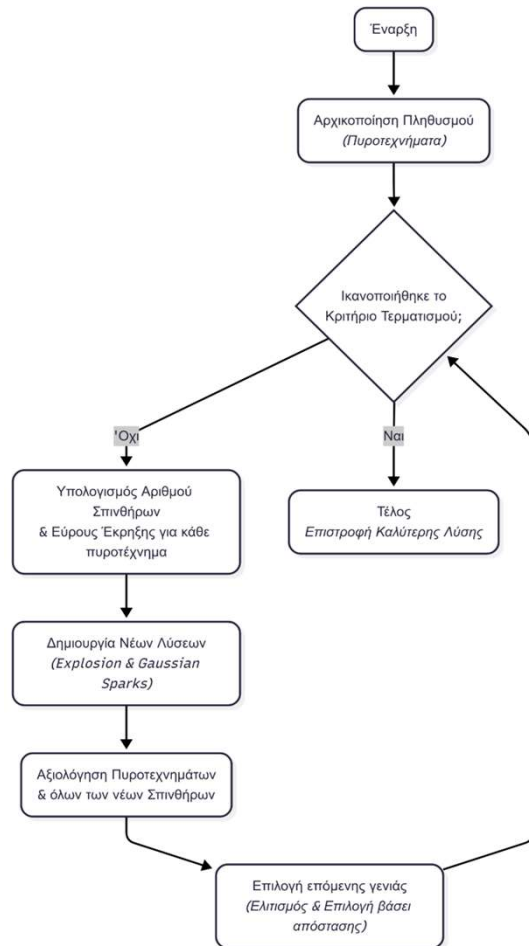 Έναρξη
Αρχικοποίηση Πληθυσμού
(Πυροτεχνήματα)
Ικανοποιήθηκε το
Κριτήριο Τερματισμού;
'Όχι
Ναι
Υπολογισμός Αριθμού
Σπινθήρων
& Εύρους Έκρηξης για κάθε
πυροτέχνημα
Τέλος
Επιστροφή Καλύτερης Λύσης
Δημιουργία Νέων Λύσεων
(Explosion & Gaussian
Sparks)
Αξιολόγηση Πυροτεχνημάτων
& όλων των νέων Σπινθήρων
Επιλογή επόμενης γενιάς
(Ελιτισμός & Επιλογή βάσει
απόστασης)